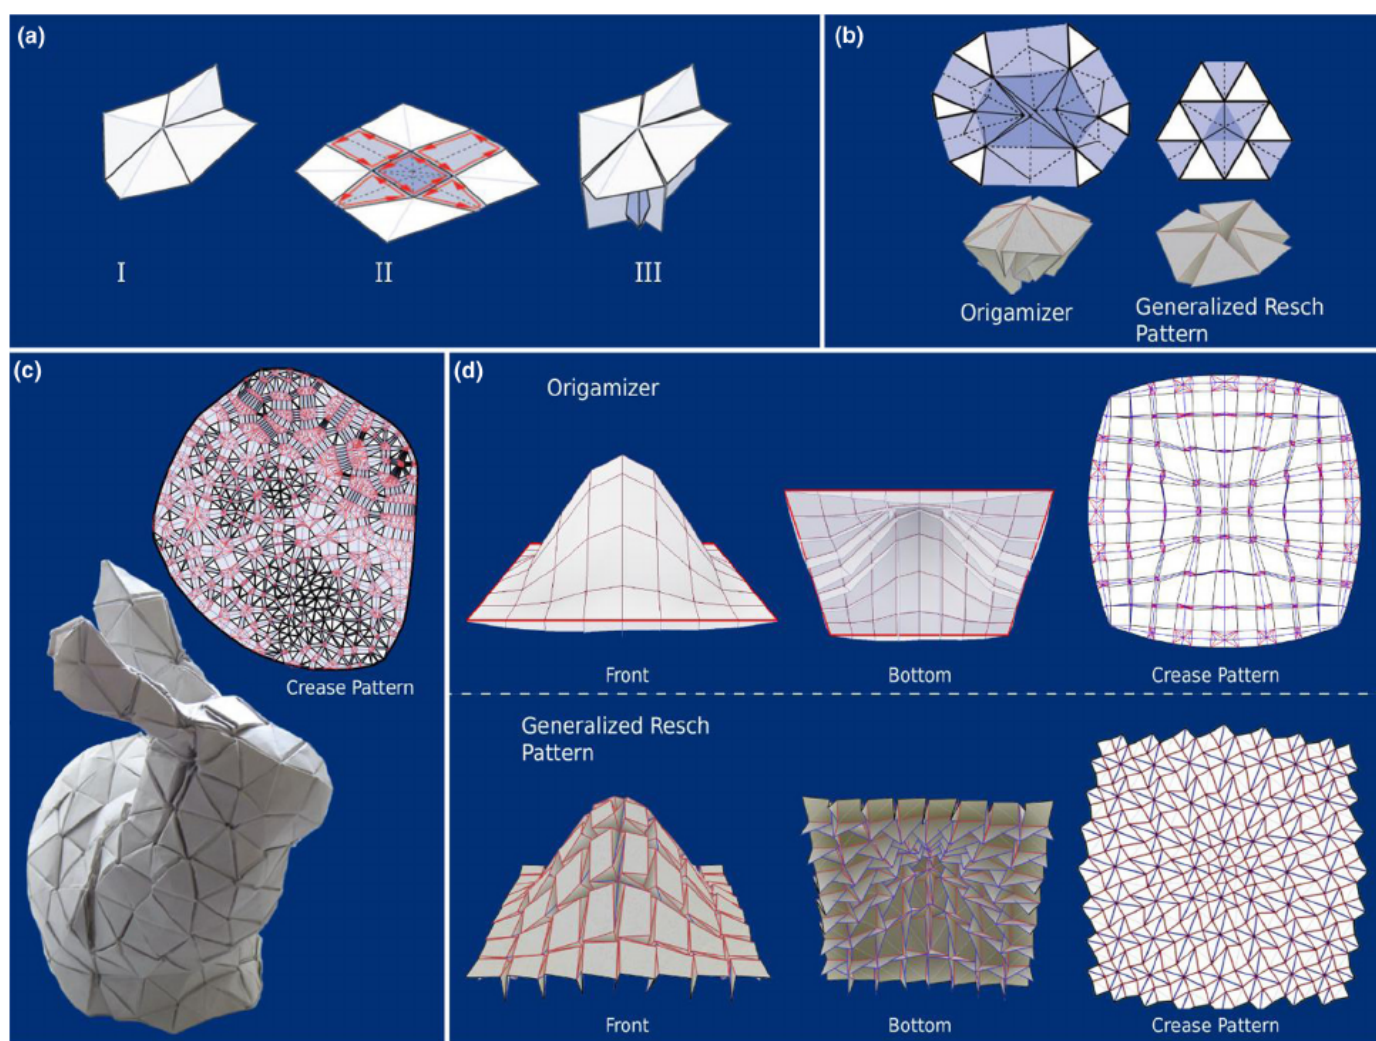 (a)
I
II
III
(b)
Origamizer
Generalized Resch
Pattern
(c)
Crease Pattern
(d)
Origamizer
Front
Bottom
Crease Pattern
Generalized Resch
Pattern
Front
Bottom
Crease Pattern